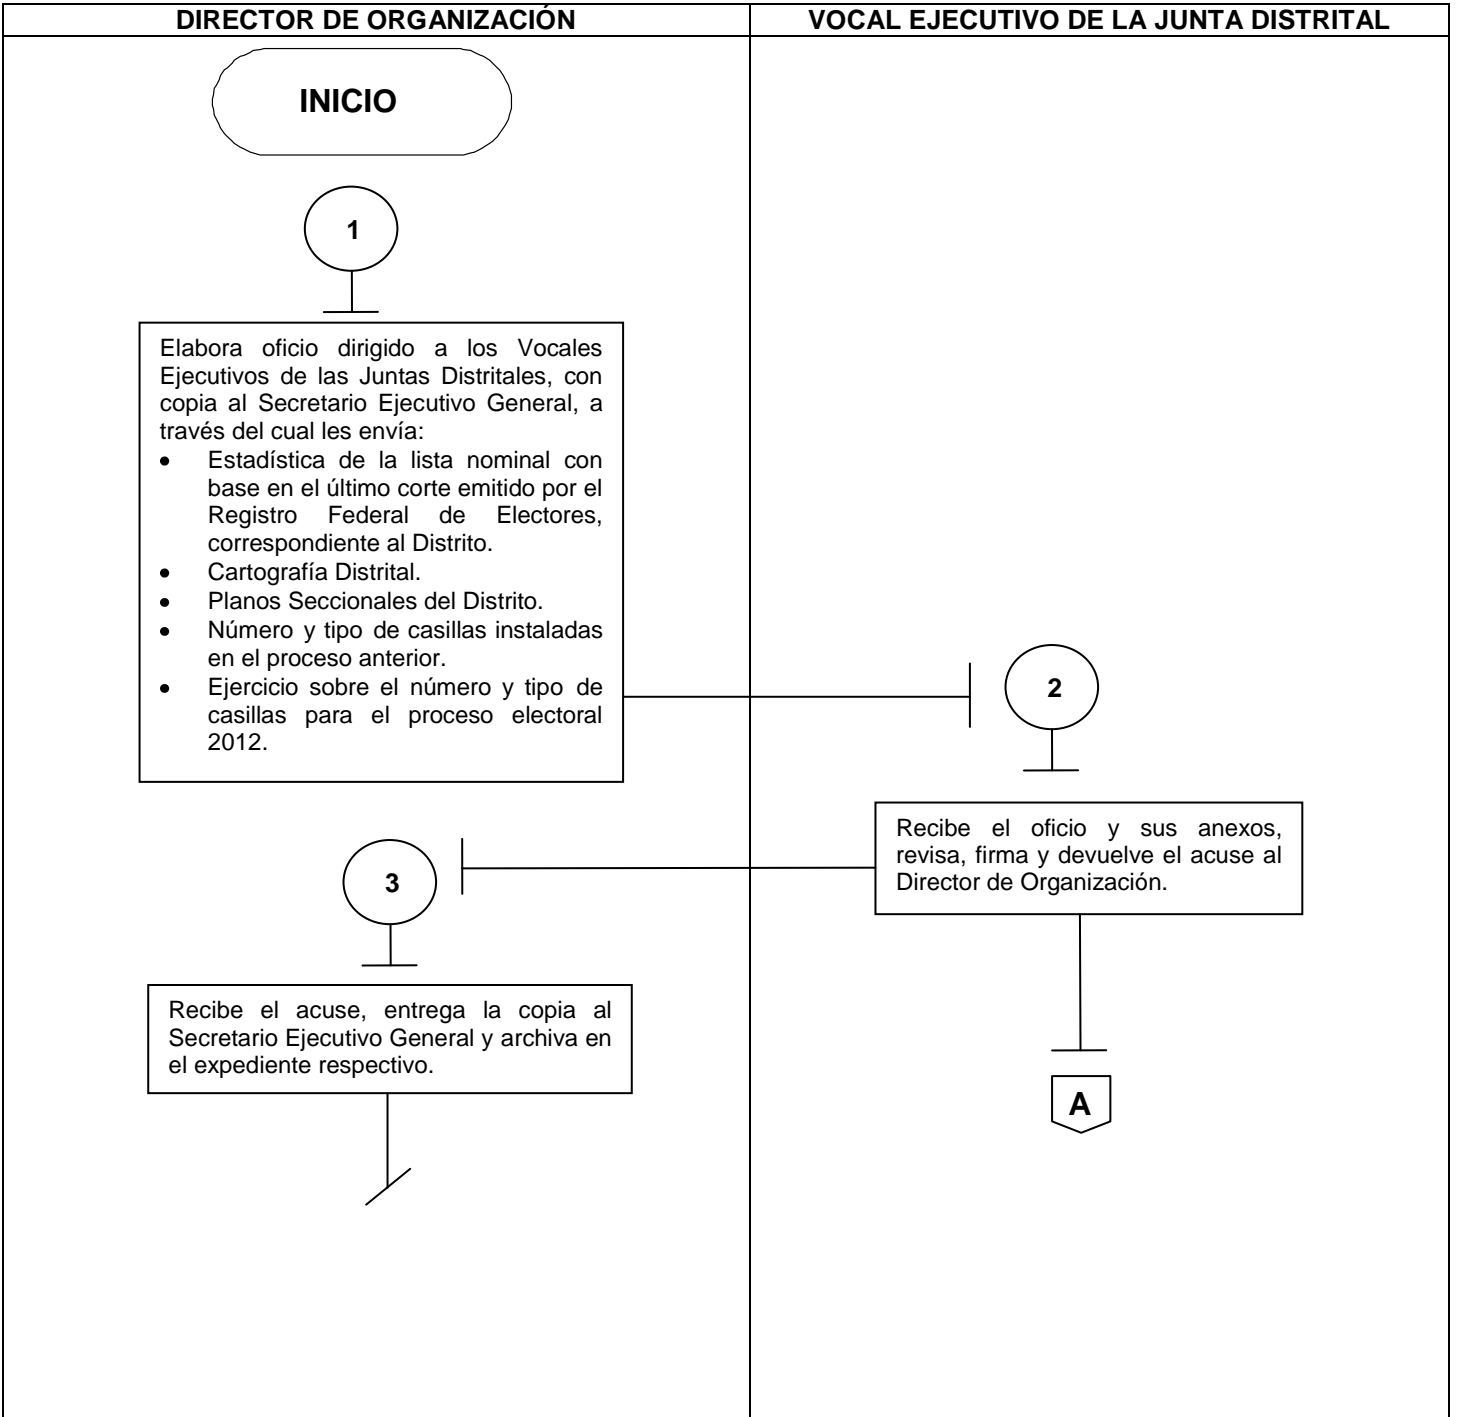 DIRECTOR DE ORGANIZACIÓN
VOCAL EJECUTIVO DE LA JUNTA DISTRITAL
INICIO
1
Elabora oficio dirigido a los Vocales
Ejecutivos de las Juntas Distritales, con
copia al Secretario Ejecutivo General, a
través del cual les envía:
• Estadística de la lista nominal con
base en el último corte emitido por el
Registro Federal de Electores,
correspondiente al Distrito.
• Cartografía Distrital.
• Planos Seccionales del Distrito.
• Número y tipo de casillas instaladas
en el proceso anterior.
• Ejercicio sobre el número y tipo de
casillas para el proceso electoral
2012.
2
Recibe el oficio y sus anexos,
revisa, firma y devuelve el acuse al
Director de Organización.
3
Recibe el acuse, entrega la copia al
Secretario Ejecutivo General y archiva en
el expediente respectivo.
A